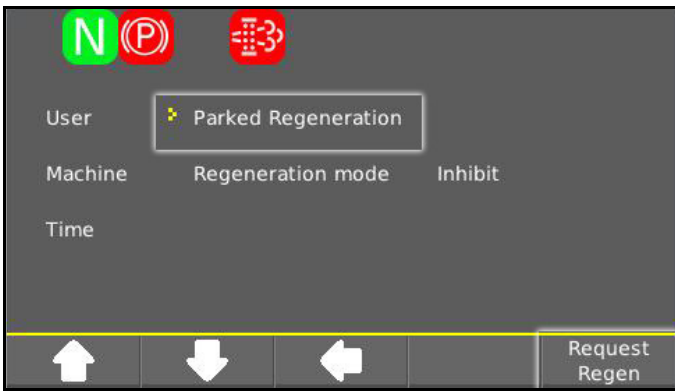 N (P)
User Parked Regeneration
Machine Regeneration mode Inhibit
Time
Request
Regen